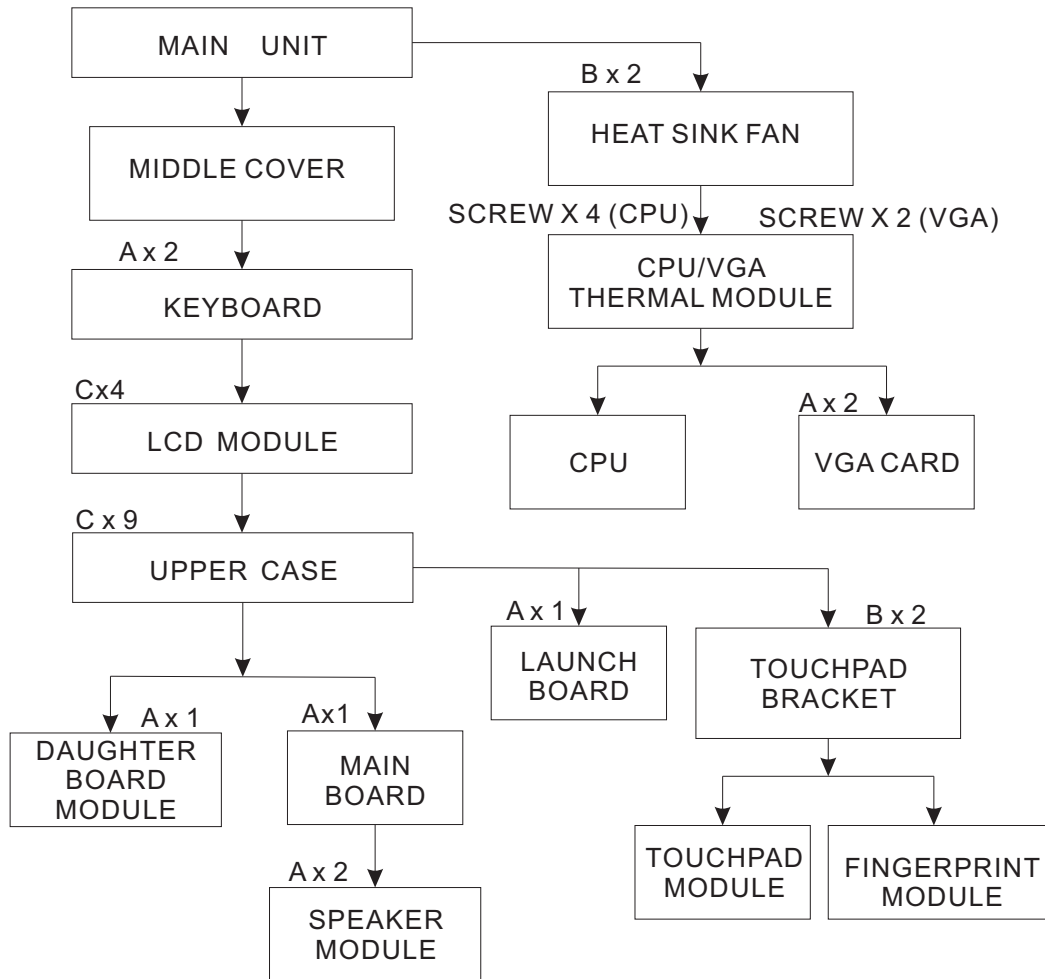 MAIN UNIT
B x 2
HEAT SINK FAN
MIDDLE COVER
SCREW X 4 (CPU)
SCREW X 2 (VGA)
A x 2
CPU/VGA
THERMAL MODULE
KEYBOARD
Cx4
LCD MODULE
CPU
A x 2
VGA CARD
C x 9
UPPER CASE
A x 1
LAUNCH
BOARD
B x 2
TOUCHPAD
BRACKET
A x 1
DAUGHTER
BOARD
MODULE
Ax1
MAIN
BOARD
TOUCHPAD
MODULE
FINGERPRINT
MODULE
A x 2
SPEAKER
MODULE